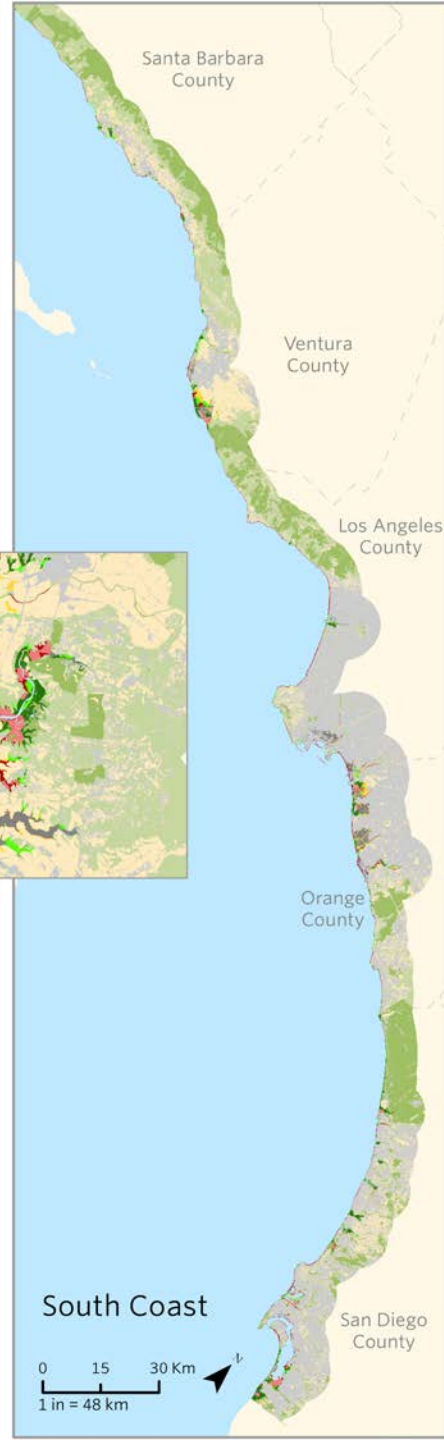 Santa Barbara
County
Ventura
County
Los Angeles
County
Orange
County
San Diego
County
South Coast
0 15 30 Km
1 in = 48 km
N